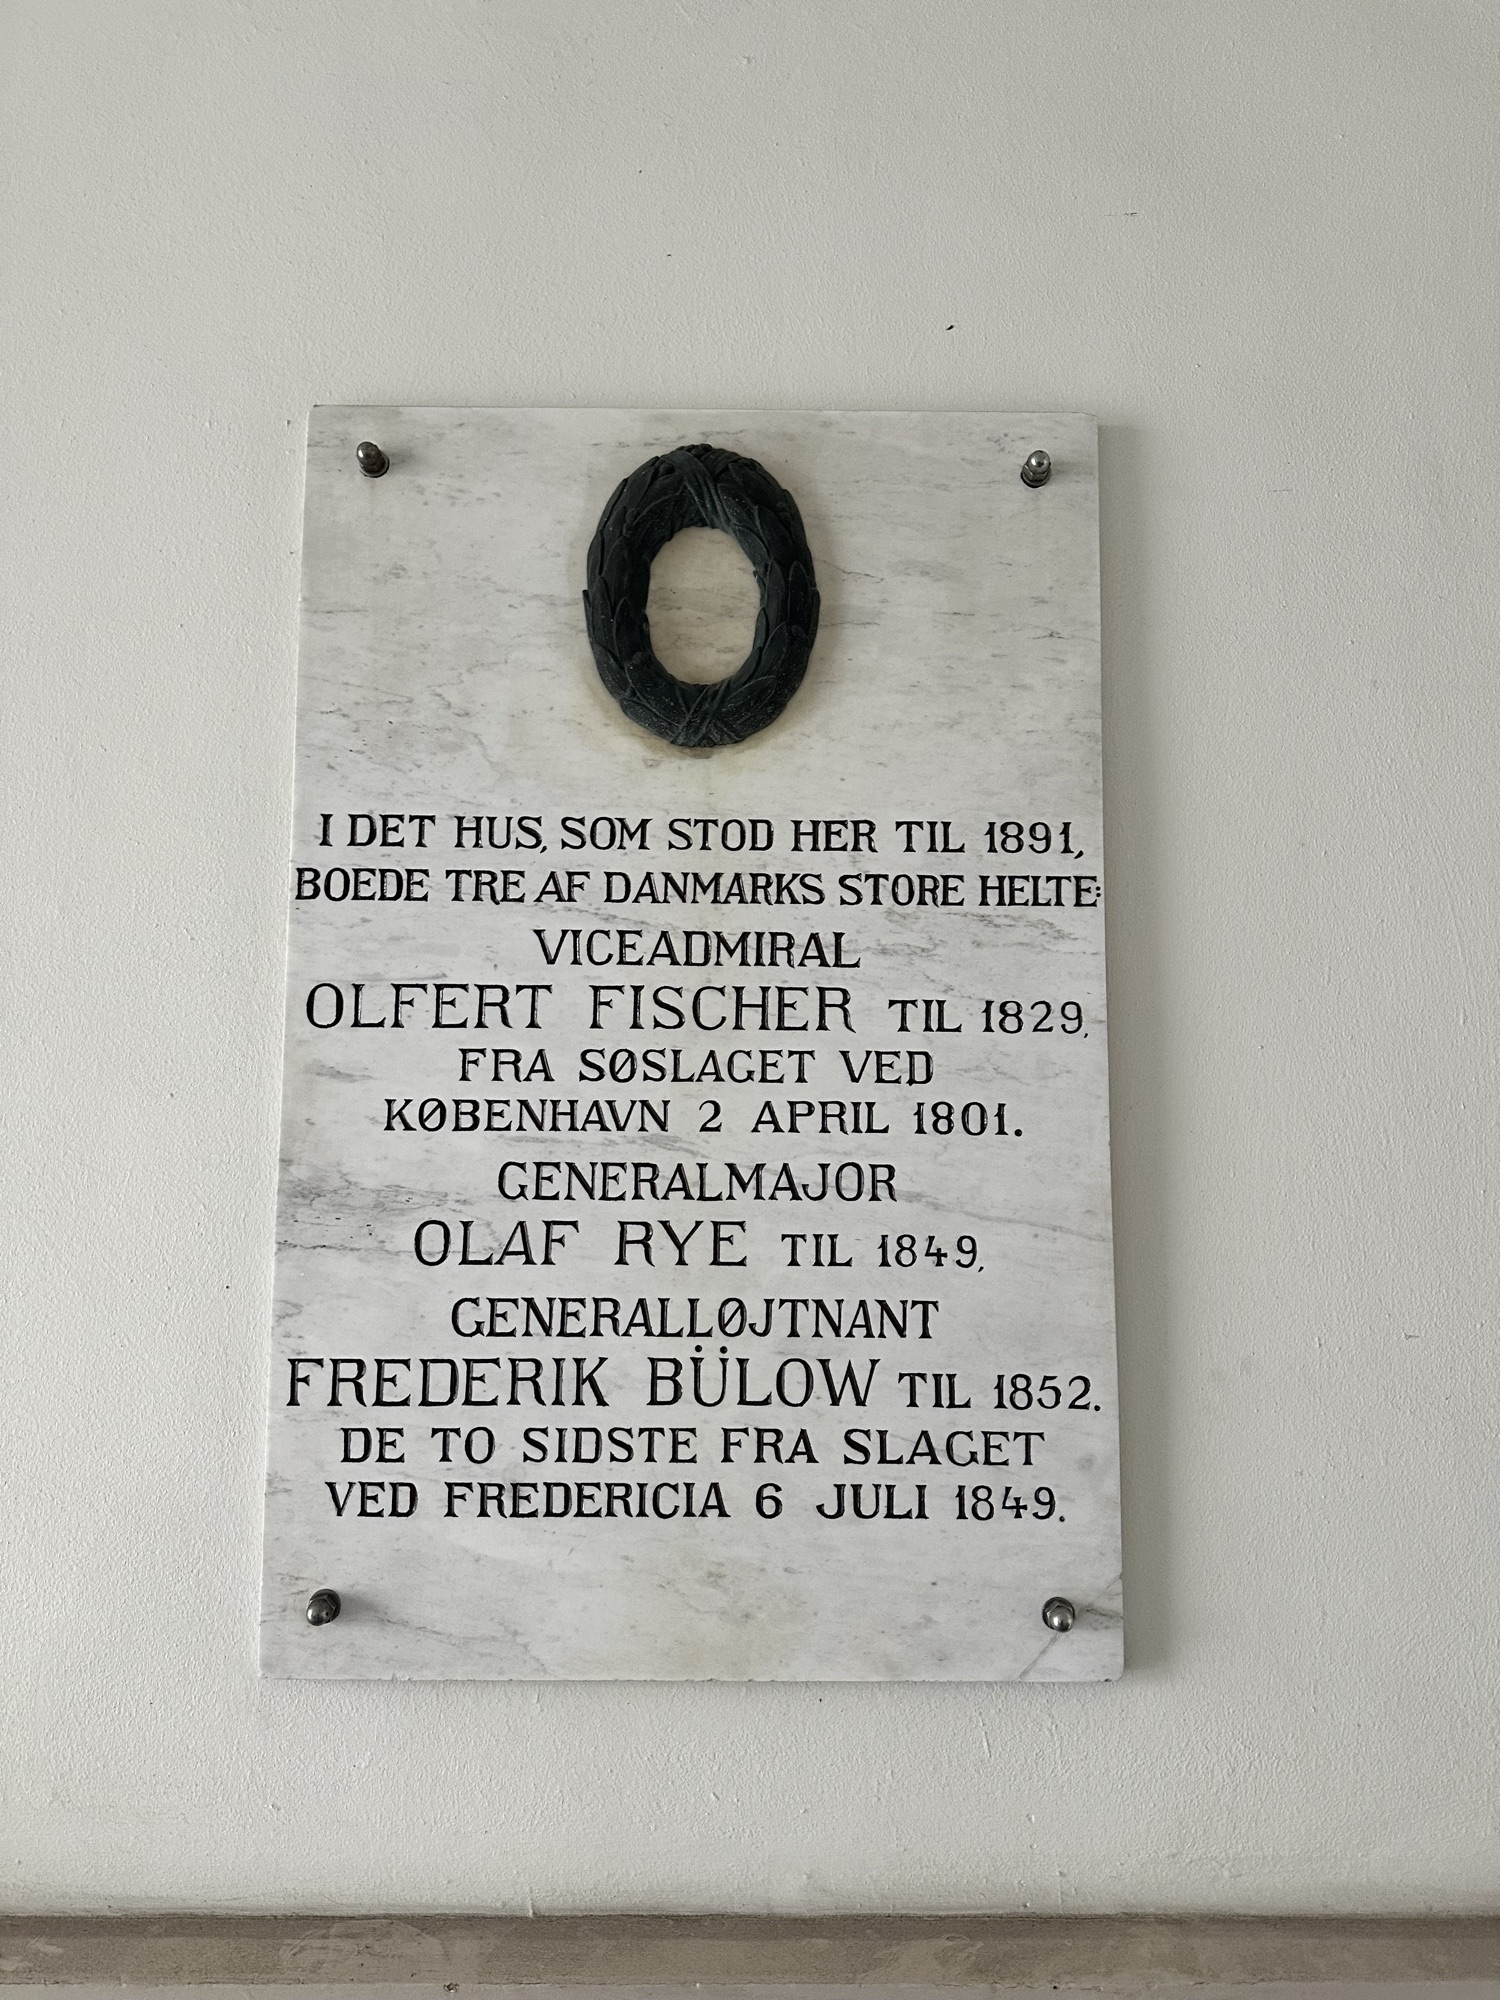 I DET HUS, SOM STOD HER TIL 1891,
BOEDE TRE AF DANMARKS STORE HELTE:
VICEADMIRAL
OLFERT FISCHER TIL 1829,
FRA SØSLAGET VED
KØBENHAVN 2 APRIL 1801.
GENERALMAJOR
OLAF RYE TIL 1849,
GENERALLØJTNANT
FREDERIK BÜLOW TIL 1852.
DE TO SIDSTE FRA SLAGET
VED FREDERICIA 6 JULI 1849.